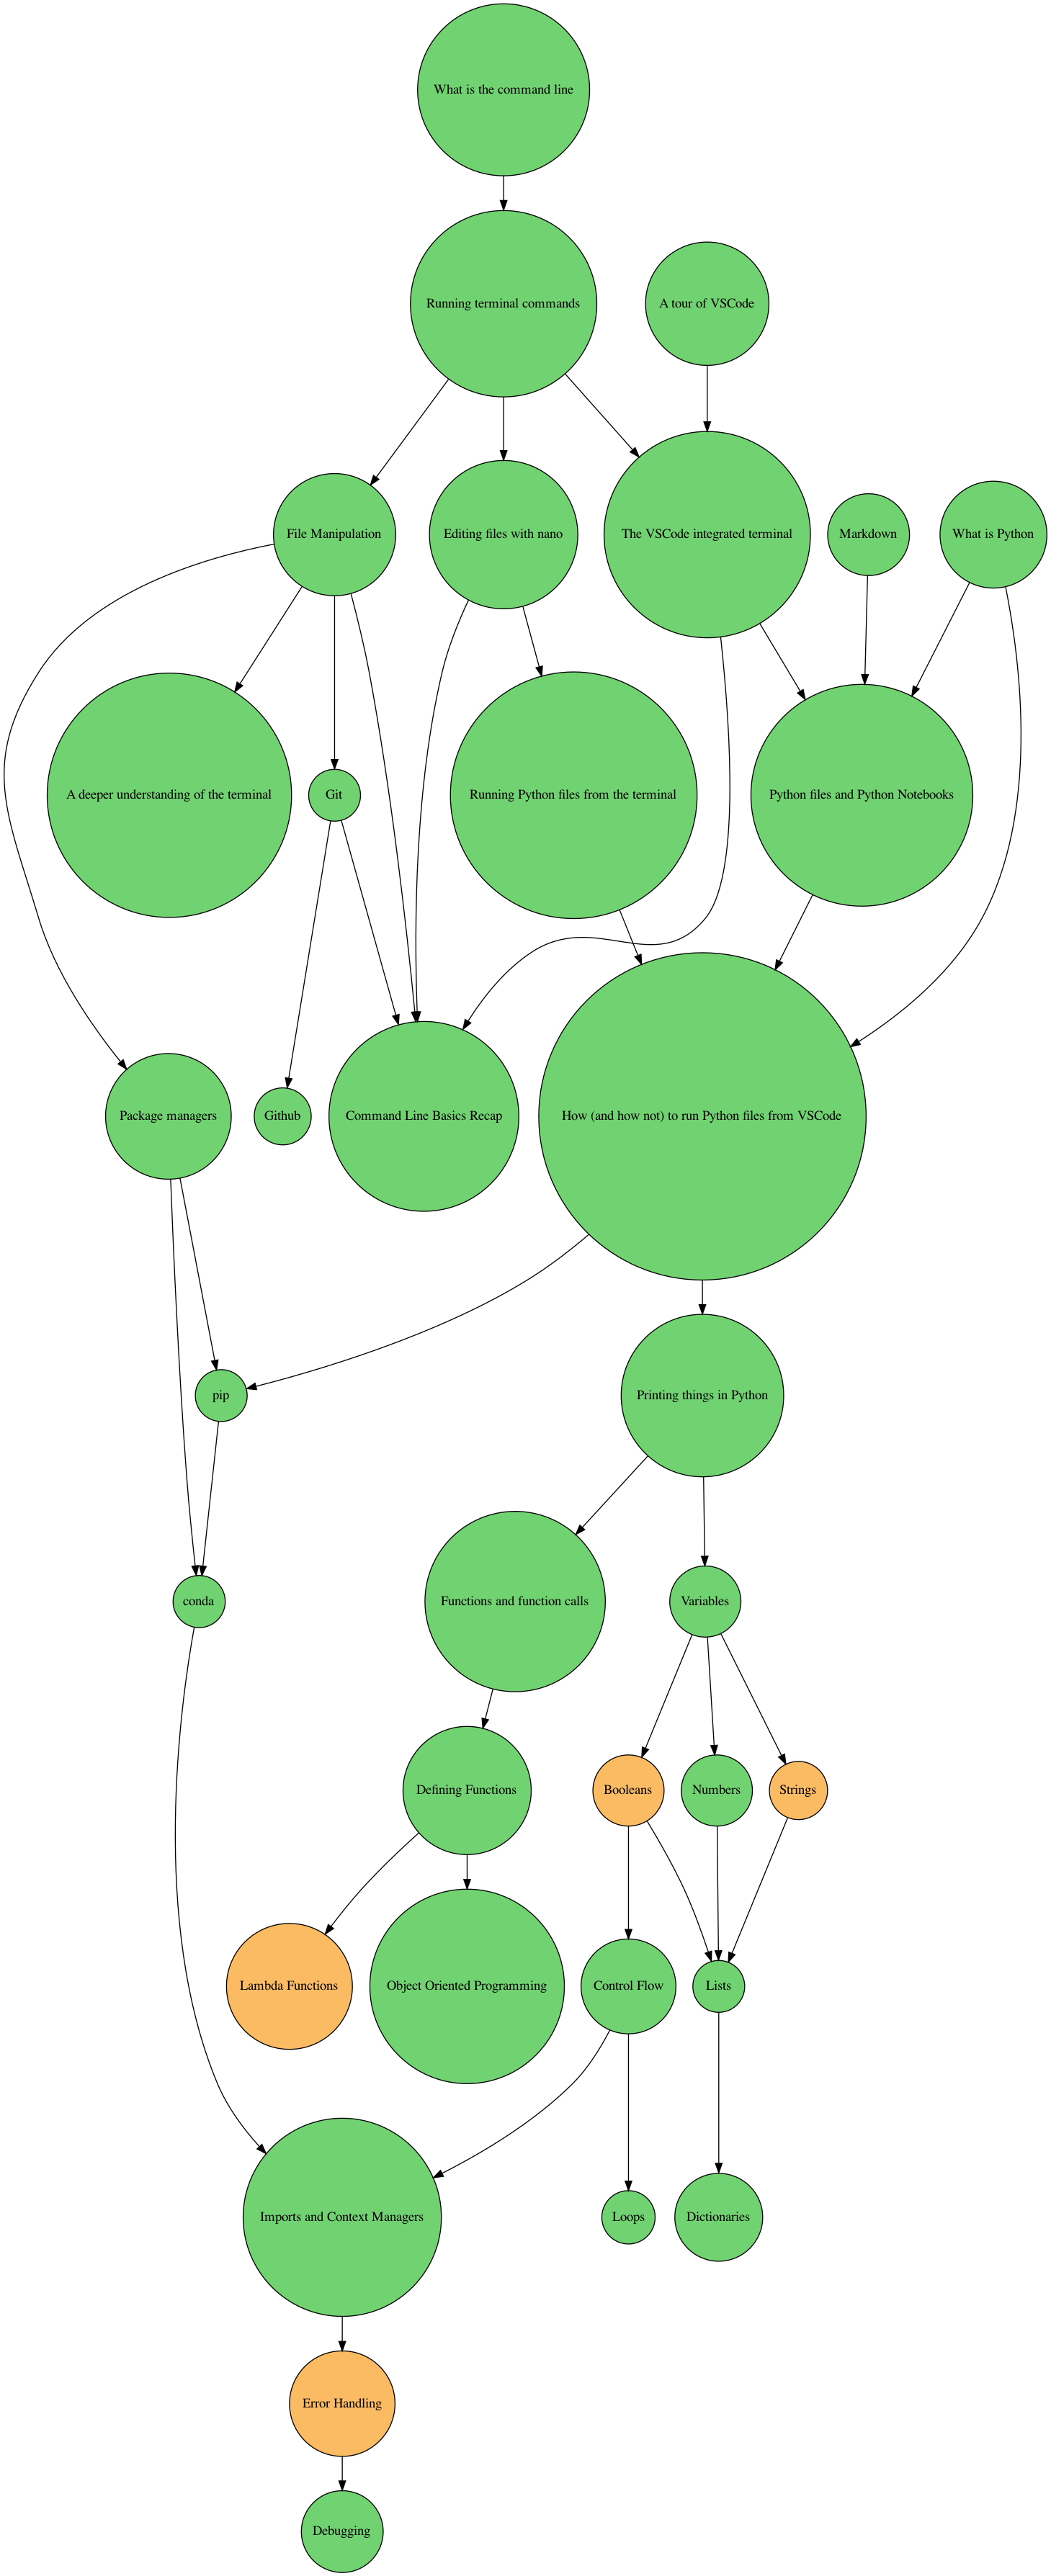 What is the command line
Running terminal commands
A tour of VSCode
File Manipulation
Editing files with nano
The VSCode integrated terminal
Markdown
What is Python
A deeper understanding of the terminal
Git
Running Python files from the terminal
Python files and Python Notebooks
Package managers
Github
Command Line Basics Recap
How (and how not) to run Python files from VSCode
pip
Printing things in Python
conda
Functions and function calls
Variables
Defining Functions
Booleans
Numbers
Strings
Lambda Functions
Object Oriented Programming
Control Flow
Lists
Imports and Context Managers
Loops
Dictionaries
Error Handling
Debugging